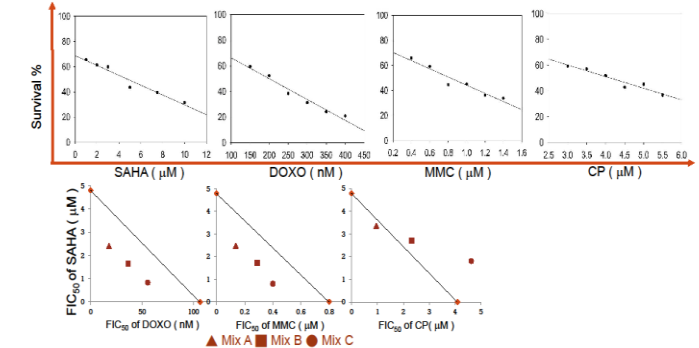 Survival %
100 80 60 40 20 0
0 2 4 6 8 10 12
SAHA ( µM )
100 80 60 40 20 0
100 150 200 250 300 350 400 450
DOXO ( nM )
100 80 60 40 20 0
0.2 0.4 0.6 0.8 1.0 1.2 1.4 1.6
MMC ( µM )
100 80 60 40 20 0
2.5 3.0 3.5 4.0 4.5 5.0 5.5 6.0
CP ( µM )
FIC50 of SAHA ( µM )
5 4 3 2 1 0
0 50 100
FIC50 of DOXO ( nM )
5 4 3 2 1 0
0 0.2 0.4 0.6 0.8
FIC50 of MMC ( µM )
5 4 3 2 1 0
0 1 2 3 4 5
FIC50 of CP( µM )
Mix A Mix B Mix C